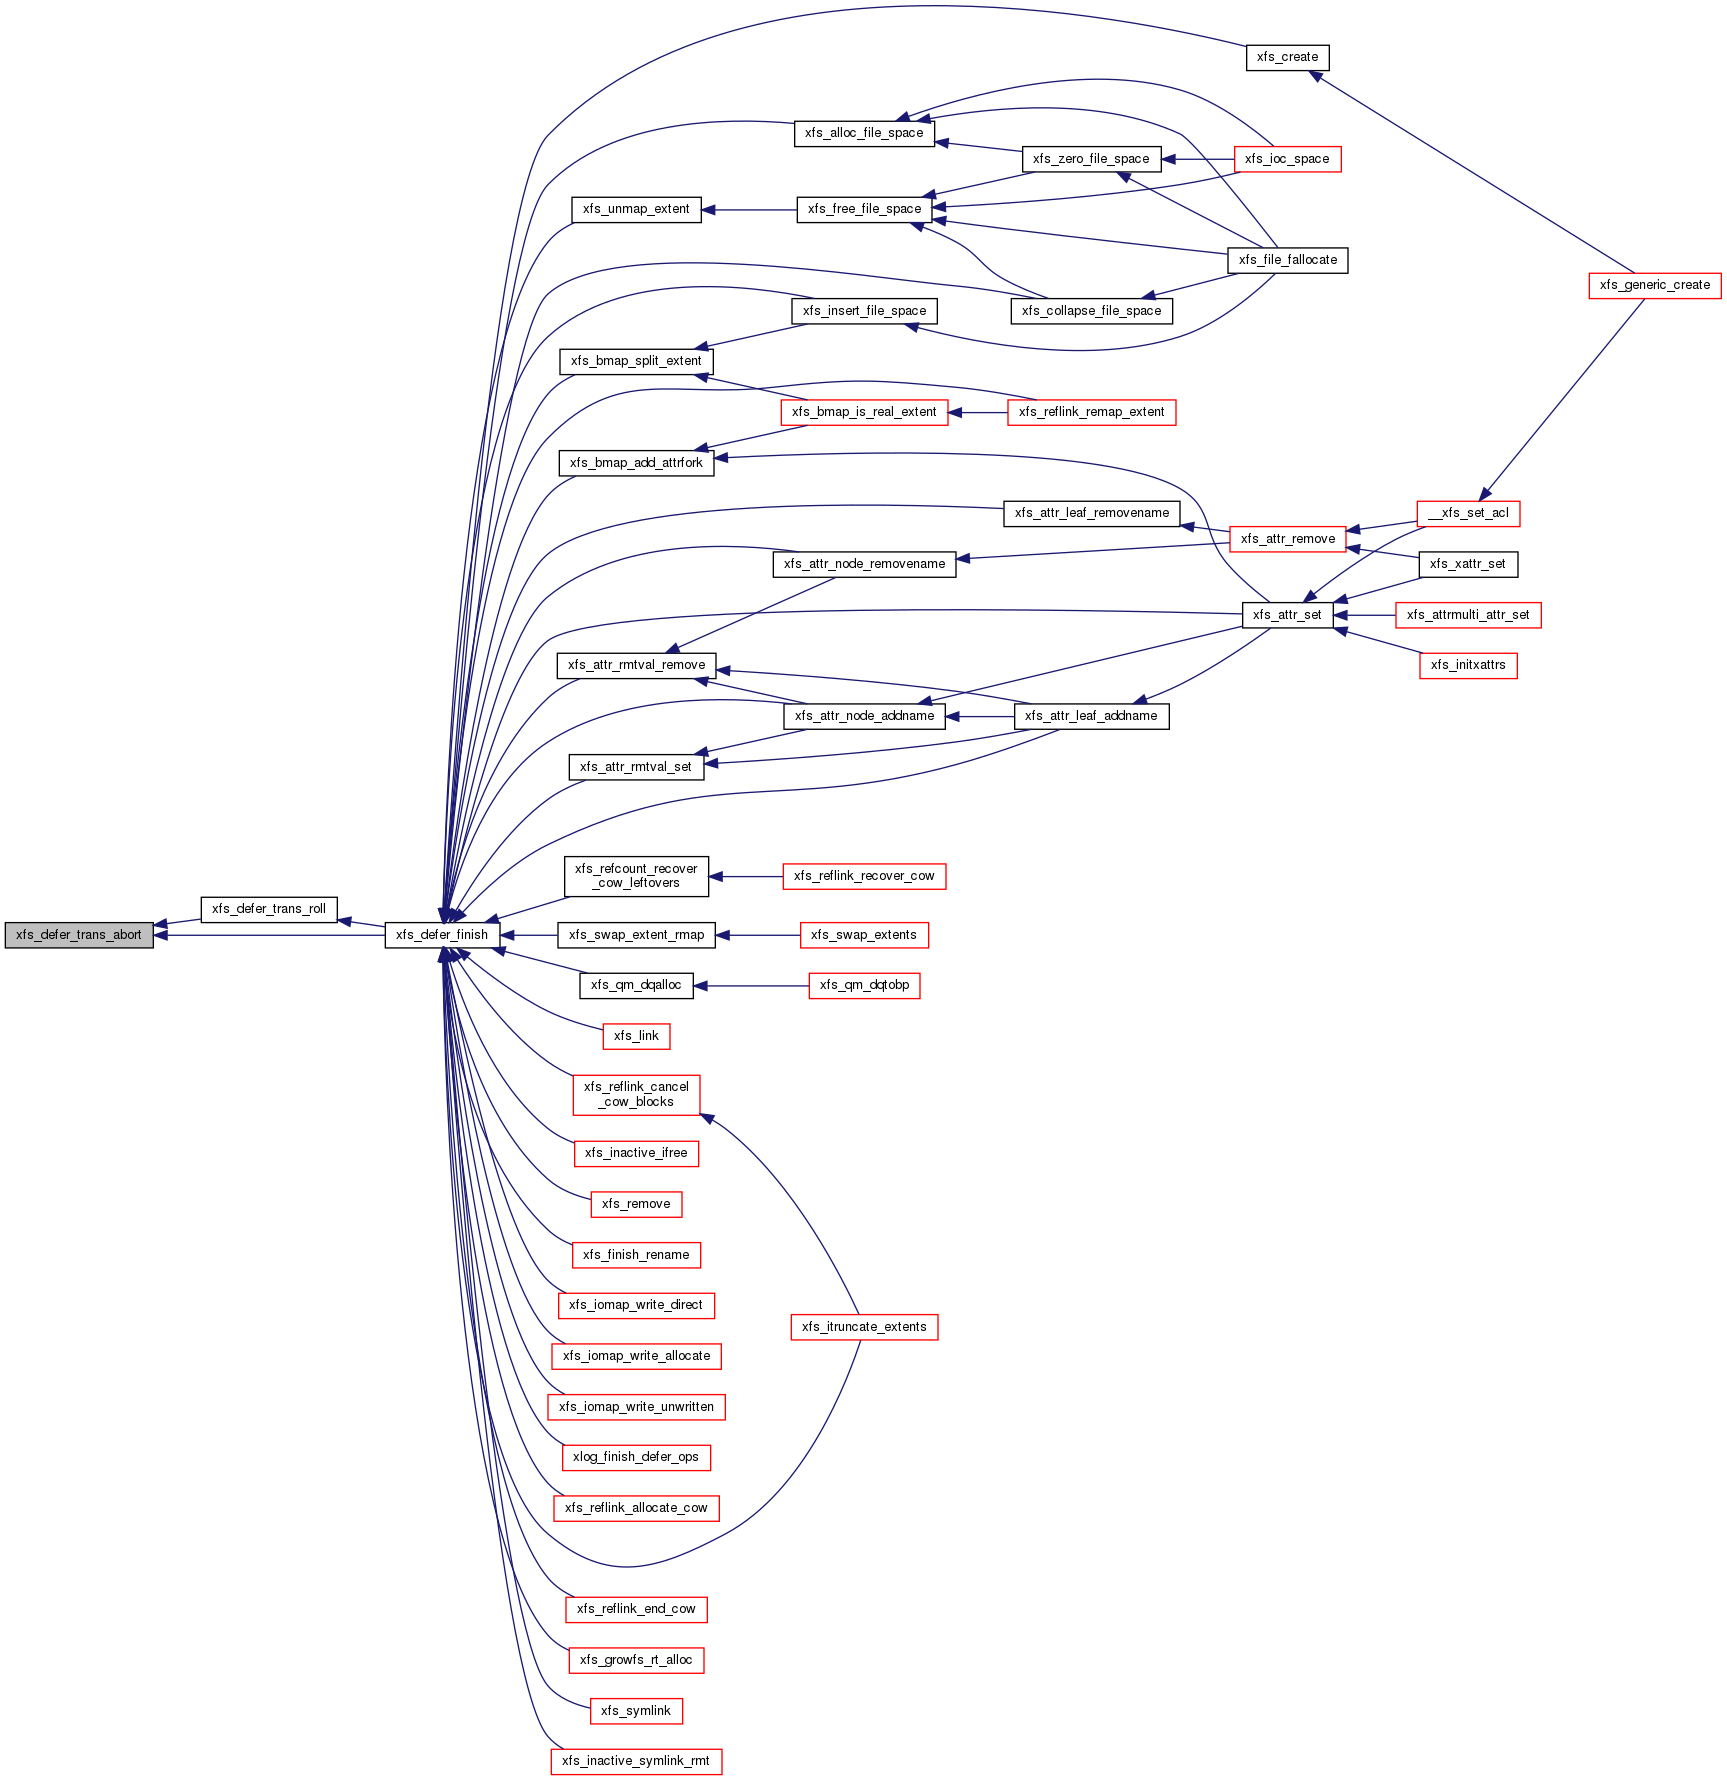 xfs_create
xfs_alloc_file_space
xfs_zero_file_space
xfs_ioc_space
xfs_unmap_extent
xfs_free_file_space
xfs_file_fallocate
xfs_generic_create
xfs_insert_file_space
xfs_collapse_file_space
xfs_bmap_split_extent
xfs_bmap_is_real_extent
xfs_reflink_remap_extent
xfs_bmap_add_attrfork
xfs_attr_leaf_removename
__xfs_set_acl
xfs_attr_remove
xfs_attr_node_removename
xfs_xattr_set
xfs_attr_set
xfs_attrmulti_attr_set
xfs_attr_rmtval_remove
xfs_initxattrs
xfs_attr_node_addname
xfs_attr_leaf_addname
xfs_attr_rmtval_set
xfs_refcount_recover
_cow_leftovers
xfs_reflink_recover_cow
xfs_defer_trans_roll
xfs_defer_trans_abort
xfs_defer_finish
xfs_swap_extent_rmap
xfs_swap_extents
xfs_qm_dqalloc
xfs_qm_dqtobp
xfs_link
xfs_reflink_cancel
_cow_blocks
xfs_inactive_ifree
xfs_remove
xfs_finish_rename
xfs_iomap_write_direct
xfs_itruncate_extents
xfs_iomap_write_allocate
xfs_iomap_write_unwritten
xlog_finish_defer_ops
xfs_reflink_allocate_cow
xfs_reflink_end_cow
xfs_growfs_rt_alloc
xfs_symlink
xfs_inactive_symlink_rmt